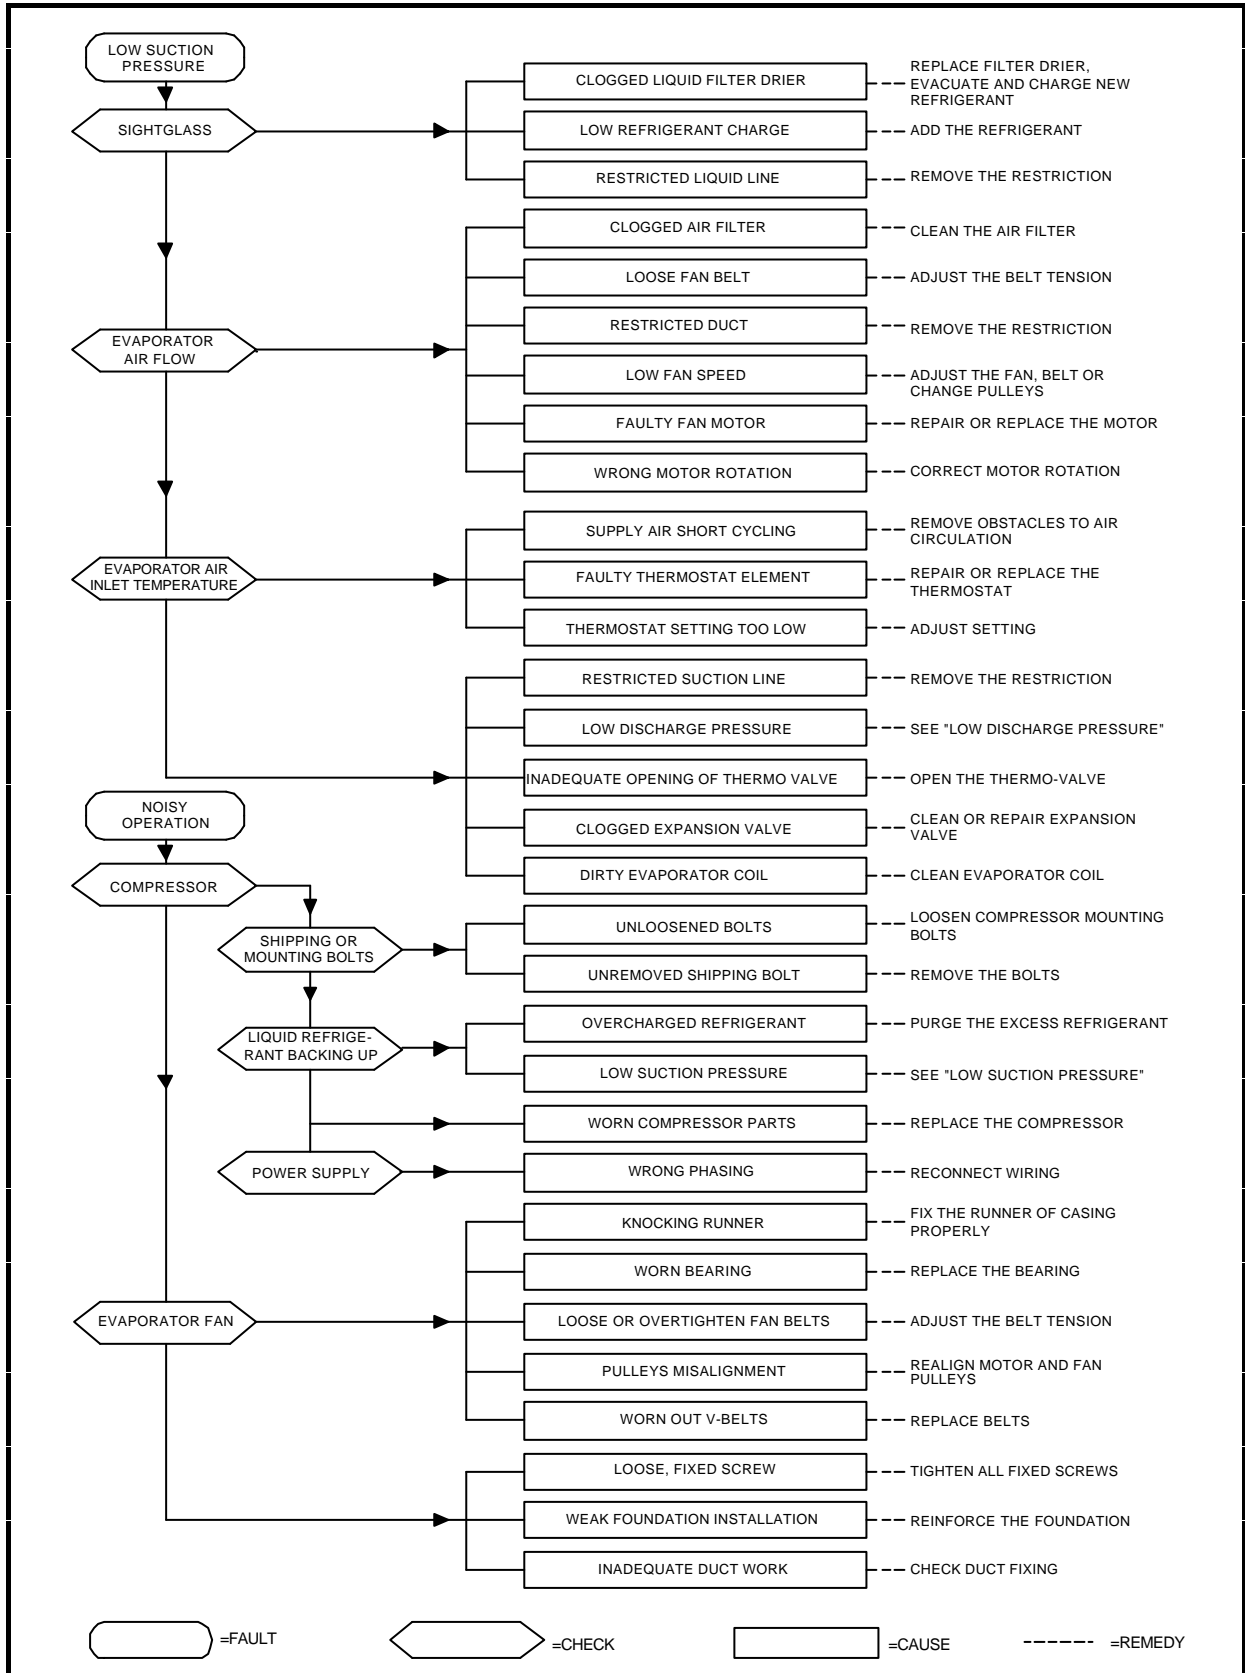 LOW SUCTION
PRESSURE
SIGHTGLASS
CLOGGED LIQUID FILTER DRIER
REPLACE FILTER DRIER,
EVACUATE AND CHARGE NEW
REFRIGERANT
LOW REFRIGERANT CHARGE
ADD THE REFRIGERANT
RESTRICTED LIQUID LINE
REMOVE THE RESTRICTION
EVAPORATOR
AIR FLOW
CLOGGED AIR FILTER
CLEAN THE AIR FILTER
LOOSE FAN BELT
ADJUST THE BELT TENSION
RESTRICTED DUCT
REMOVE THE RESTRICTION
LOW FAN SPEED
ADJUST THE FAN, BELT OR
CHANGE PULLEYS
FAULTY FAN MOTOR
REPAIR OR REPLACE THE MOTOR
WRONG MOTOR ROTATION
CORRECT MOTOR ROTATION
EVAPORATOR AIR
INLET TEMPERATURE
SUPPLY AIR SHORT CYCLING
REMOVE OBSTACLES TO AIR
CIRCULATION
FAULTY THERMOSTAT ELEMENT
REPAIR OR REPLACE THE
THERMOSTAT
THERMOSTAT SETTING TOO LOW
ADJUST SETTING
RESTRICTED SUCTION LINE
REMOVE THE RESTRICTION
LOW DISCHARGE PRESSURE
SEE "LOW DISCHARGE PRESSURE"
INADEQUATE OPENING OF THERMO VALVE
OPEN THE THERMO-VALVE
CLOGGED EXPANSION VALVE
CLEAN OR REPAIR EXPANSION
VALVE
DIRTY EVAPORATOR COIL
CLEAN EVAPORATOR COIL
NOISY
OPERATION
COMPRESSOR
SHIPPING OR
MOUNTING BOLTS
UNLOOSENED BOLTS
LOOSEN COMPRESSOR MOUNTING
BOLTS
UNREMOVED SHIPPING BOLT
REMOVE THE BOLTS
LIQUID REFRIGE-
RANT BACKING UP
OVERCHARGED REFRIGERANT
PURGE THE EXCESS REFRIGERANT
LOW SUCTION PRESSURE
SEE "LOW SUCTION PRESSURE"
WORN COMPRESSOR PARTS
REPLACE THE COMPRESSOR
POWER SUPPLY
WRONG PHASING
RECONNECT WIRING
EVAPORATOR FAN
KNOCKING RUNNER
FIX THE RUNNER OF CASING
PROPERLY
WORN BEARING
REPLACE THE BEARING
LOOSE OR OVERTIGHTEN FAN BELTS
ADJUST THE BELT TENSION
PULLEYS MISALIGNMENT
REALIGN MOTOR AND FAN
PULLEYS
WORN OUT V-BELTS
REPLACE BELTS
LOOSE, FIXED SCREW
TIGHTEN ALL FIXED SCREWS
WEAK FOUNDATION INSTALLATION
REINFORCE THE FOUNDATION
INADEQUATE DUCT WORK
CHECK DUCT FIXING
=FAULT
=CHECK
=CAUSE
=REMEDY